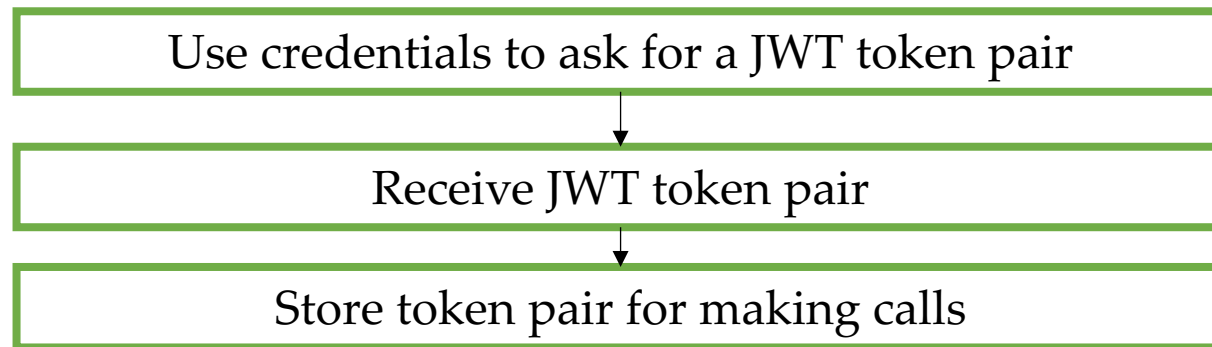 Use credentials to ask for a JWT token pair
Receive JWT token pair
Store token pair for making calls